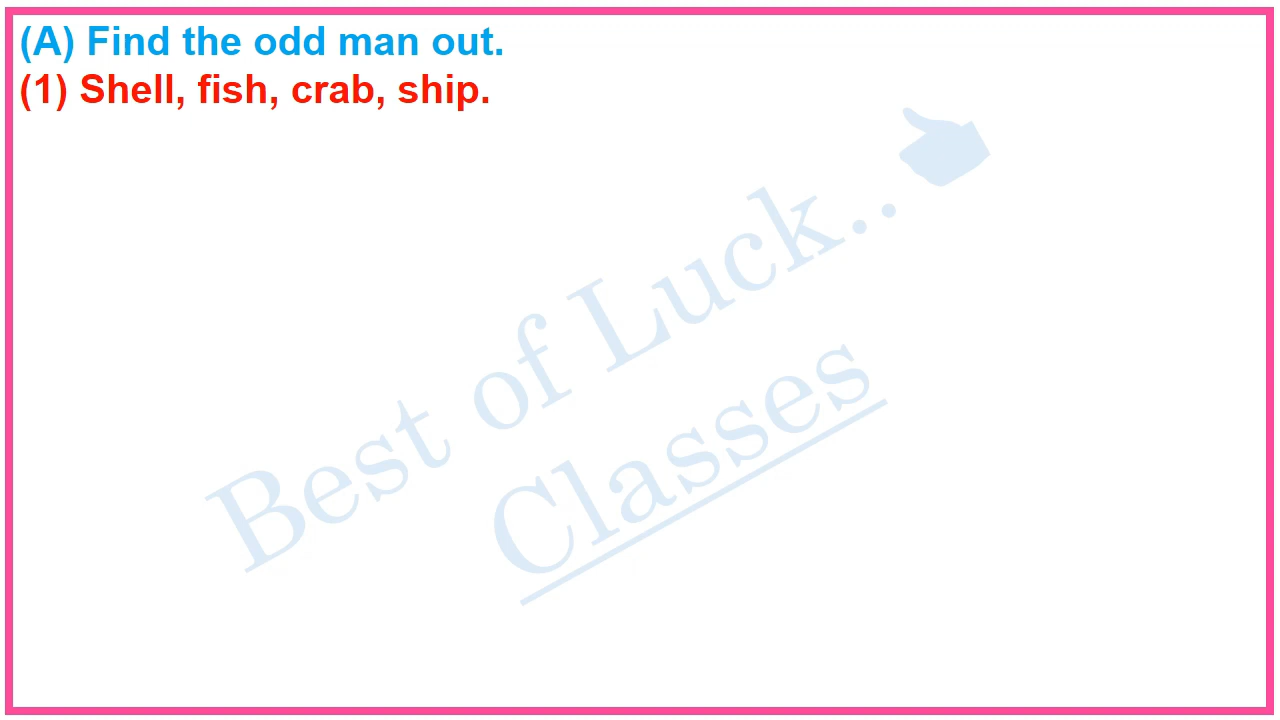 (A) Find the odd man out.
(1) Shell, fish, crab, ship.
Best of Luck..
Classes